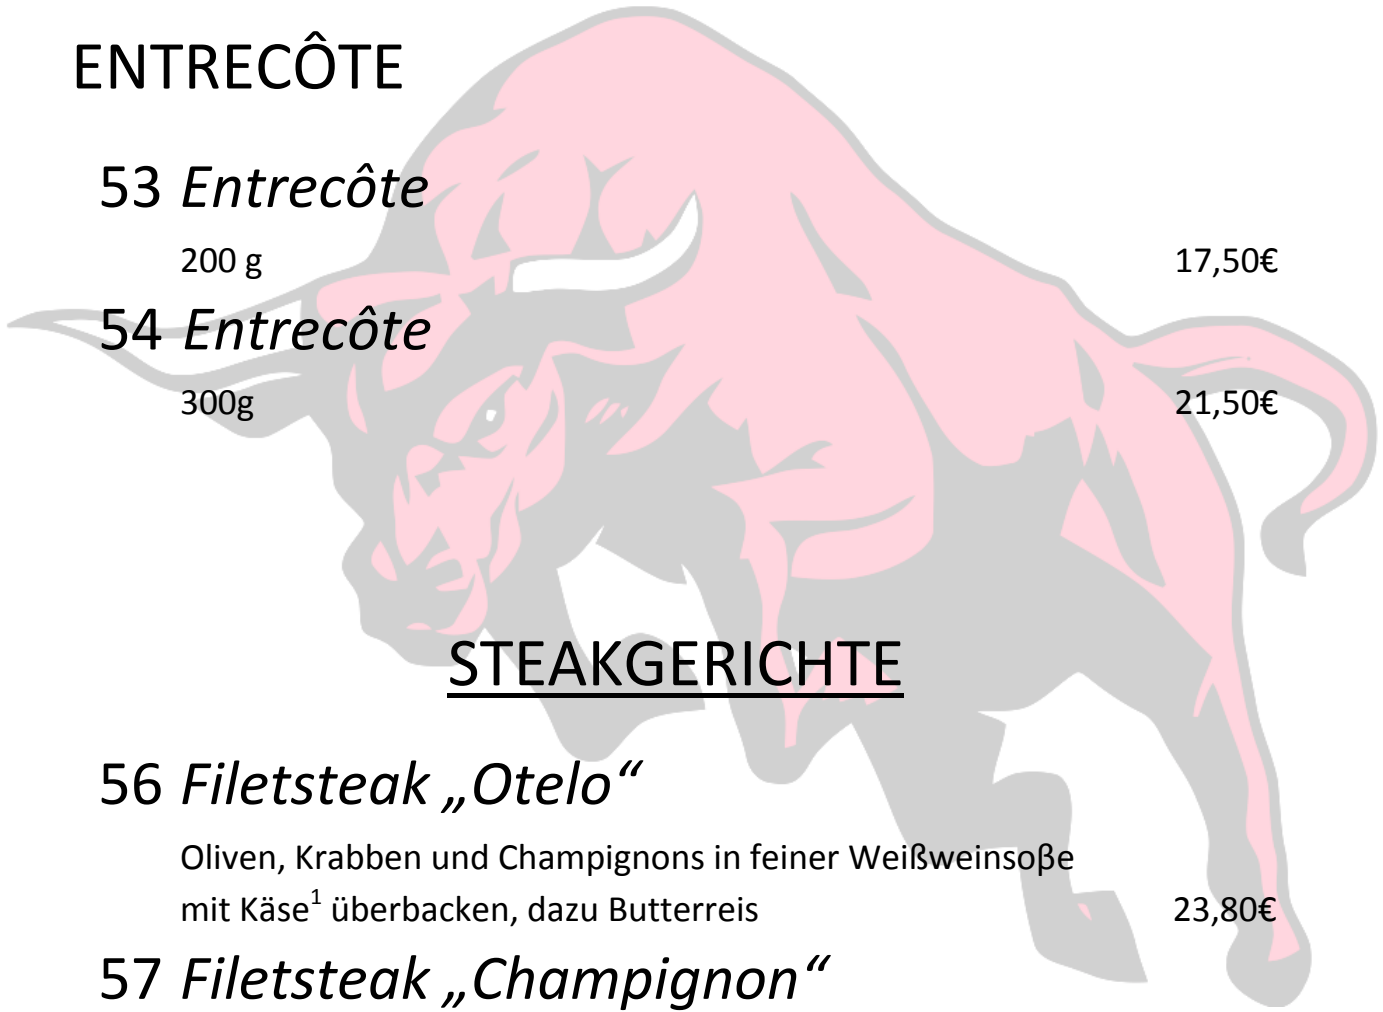 ENTRECÔTE
53 Entrecôte
200 g 17,50€
54 Entrecôte
300g 21,50€
STEAKGERICHTE
56 Filetsteak „Otelo“
Oliven, Krabben und Champignons in feiner Weißweinsoβe
mit Käse¹ überbacken, dazu Butterreis 23,80€
57 Filetsteak „Champignon“